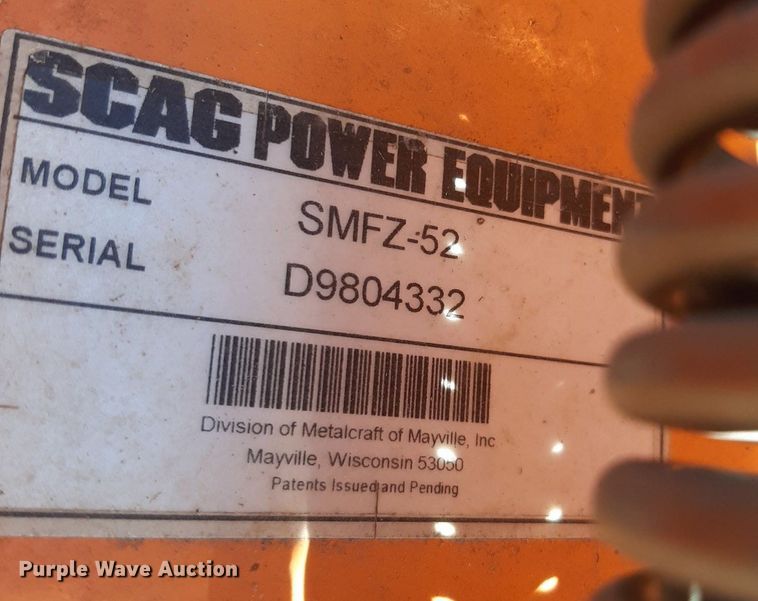 SCAG POWER EQUIPMENT
MODEL SMFZ-52
SERIAL D9804332
Division of Metalcraft of Mayville, Inc
Mayville, Wisconsin 53050
Patents Issued and Pending
Purple Wave Auction